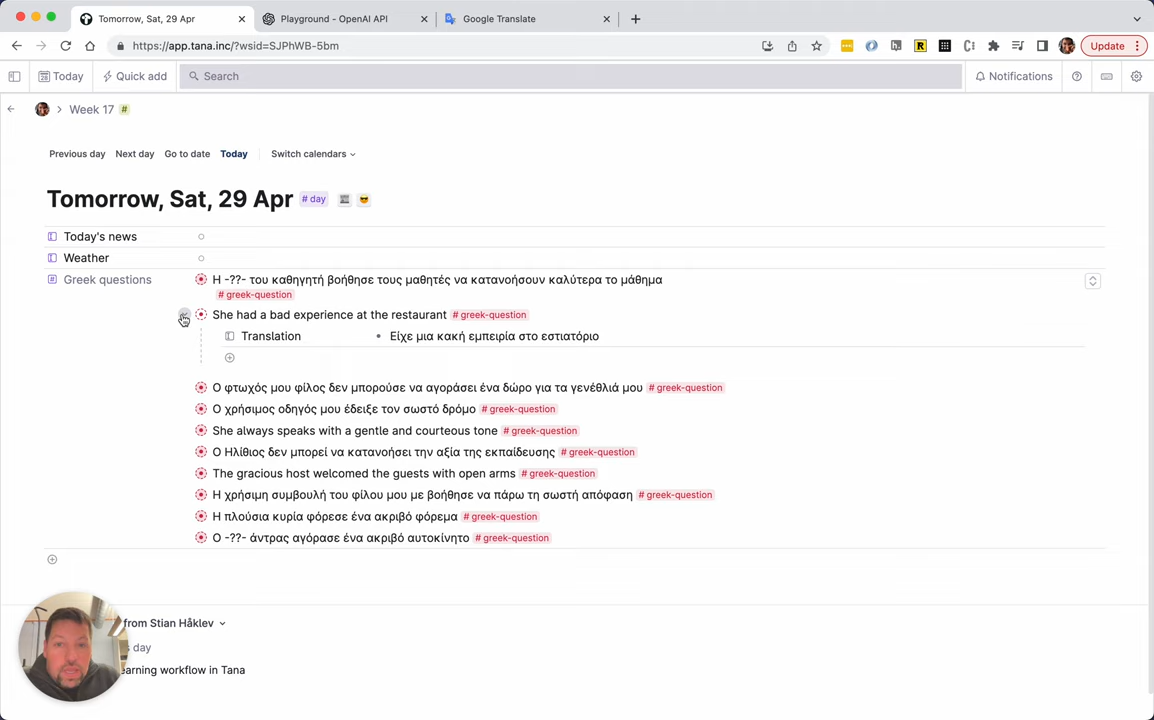 Tomorrow, Sat, 29 Apr
Playground - OpenAI API
Google Translate
https://app.tana.inc/?wsid=SJPhWB-5bm
Update
Today
Quick add
Search
Notifications
Week 17 #
Previous day Next day Go to date Today Switch calendars
Tomorrow, Sat, 29 Apr # day
Today's news
Weather
Greek questions
Η -??- του καθηγητή βοήθησε τους μαθητές να κατανοήσουν καλύτερα το μάθημα
# greek-question
She had a bad experience at the restaurant # greek-question
Translation Είχε μια κακή εμπειρία στο εστιατόριο
Ο φτωχός μου φίλος δεν μπορούσε να αγοράσει ένα δώρο για τα γενέθλιά μου # greek-question
Ο χρήσιμος οδηγός μου έδειξε τον σωστό δρόμο # greek-question
She always speaks with a gentle and courteous tone # greek-question
Ο Ηλίθιος δεν μπορεί να κατανοήσει την αξία της εκπαίδευσης # greek-question
The gracious host welcomed the guests with open arms # greek-question
Η χρήσιμη συμβουλή του φίλου μου με βοήθησε να πάρω τη σωστή απόφαση # greek-question
Η πλούσια κυρία φόρεσε ένα ακριβό φόρεμα # greek-question
Ο -??- άντρας αγόρασε ένα ακριβό αυτοκίνητο # greek-question
from Stian Håklev
day
earning workflow in Tana